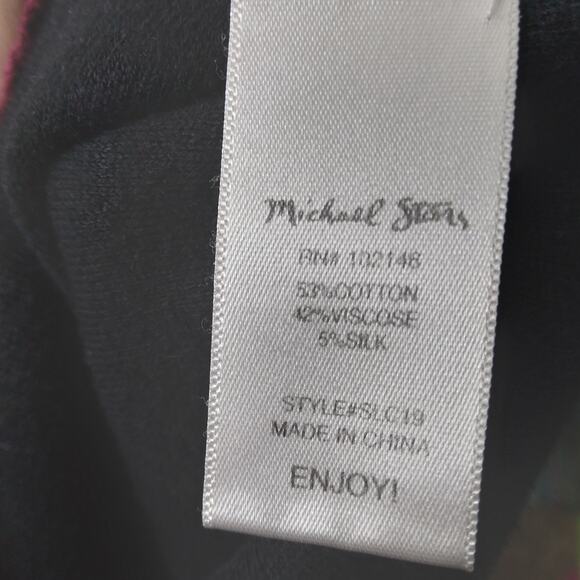 Michael Stars
RN# 102146
53%COTTON
42%VISCOSE
5%SILK
STYLE#SLC19
MADE IN CHINA
ENJOY!